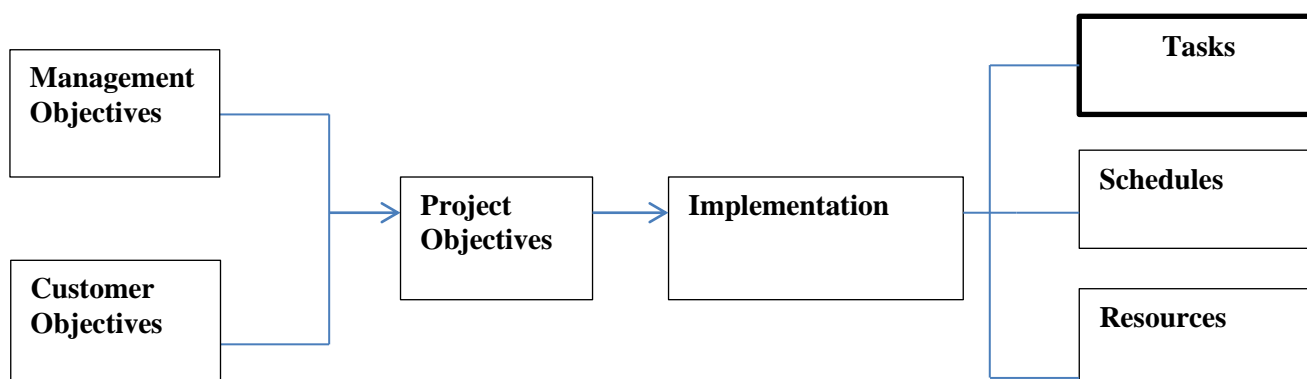 Management
Objectives
Customer
Objectives
Project
Objectives
Implementation
Tasks
Schedules
Resources